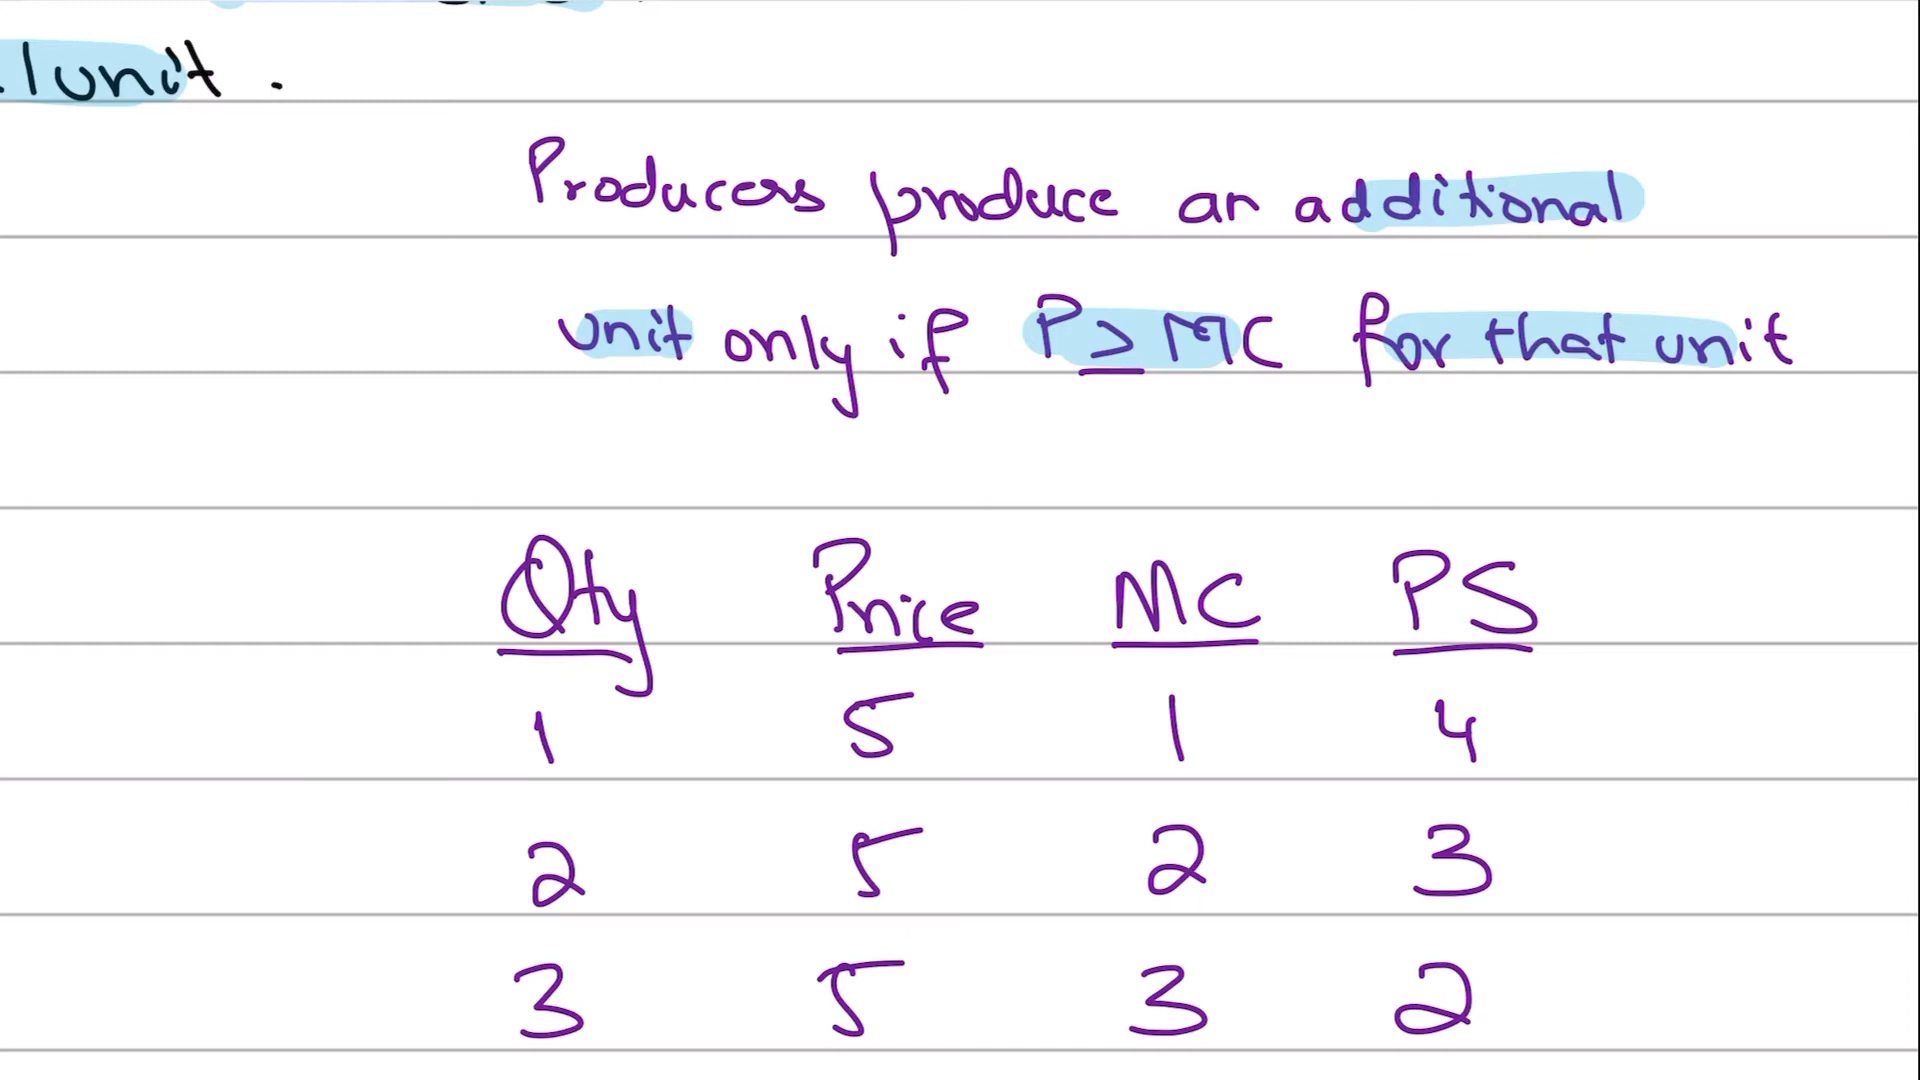 1 unit.
Producers produce an additional
unit only if P ≥ MC for that unit
Qty Price MC PS
1 5 1 4
2 5 2 3
3 5 3 2